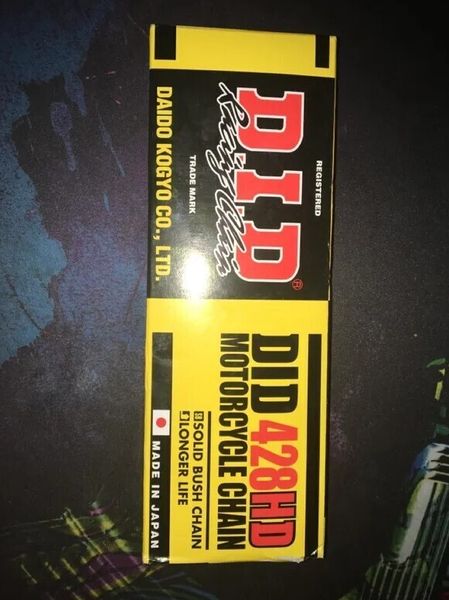 REGISTERED
D.I.D®
Racing Chain
TRADE MARK
DAIDO KOGYO CO., LTD.
DID 428HD
MOTORCYCLE CHAIN
SB SOLID BUSH CHAIN
LONGER LIFE
MADE IN JAPAN